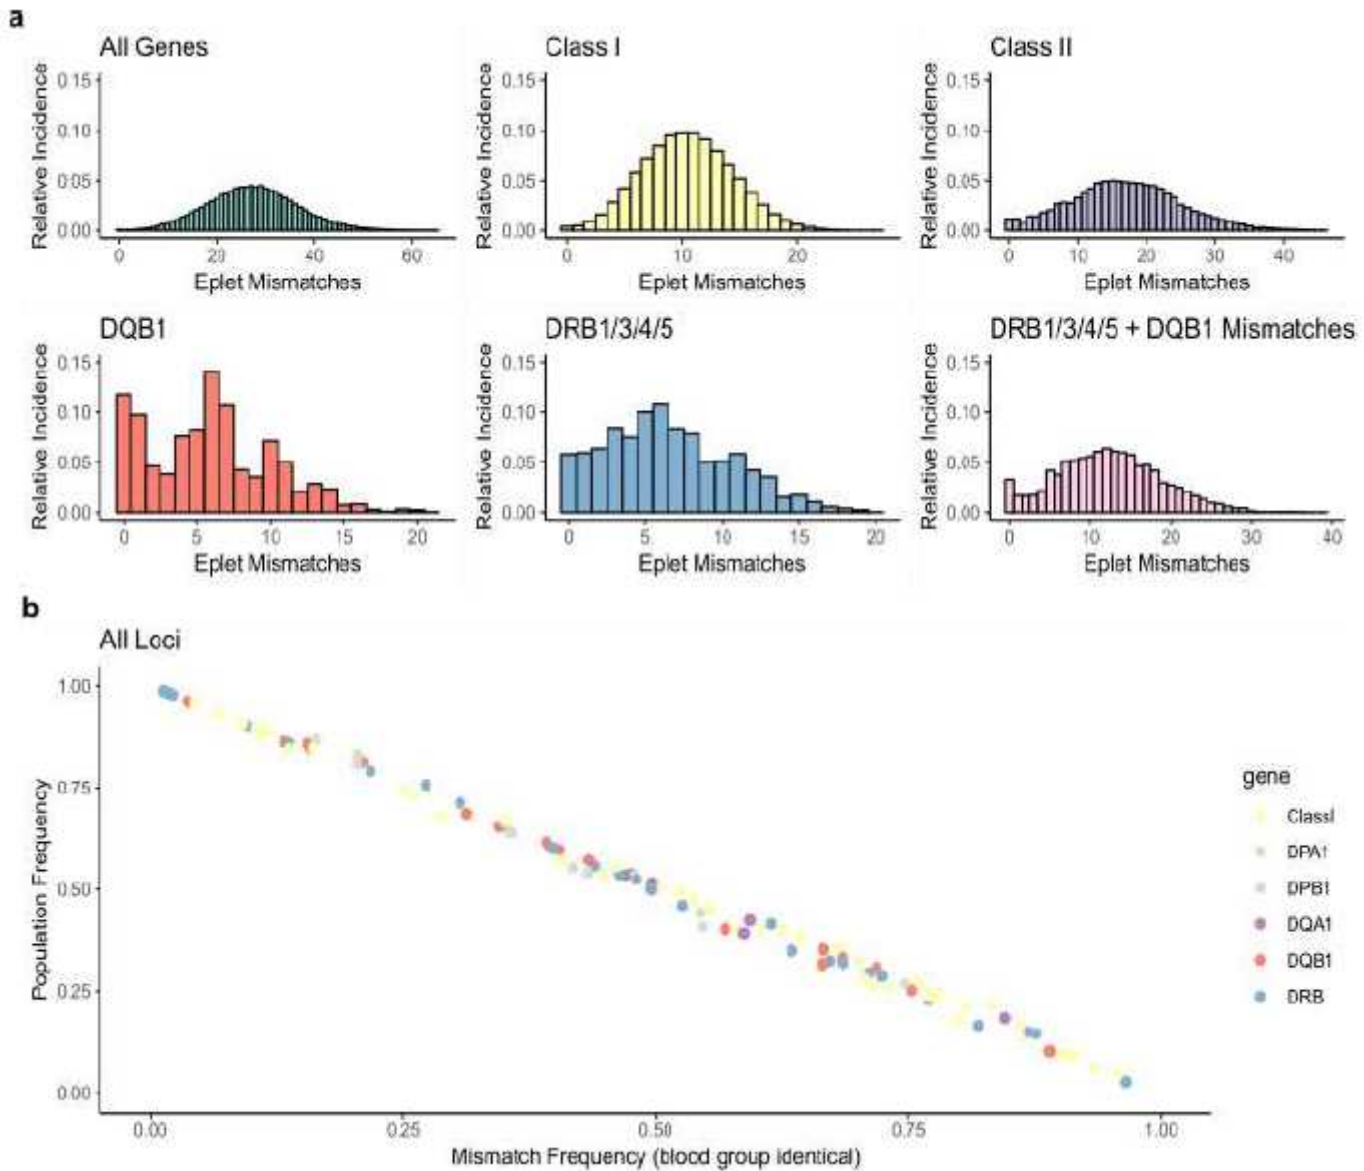 a
All Genes
Class I
Class II
Relative Incidence
0.15
0.10
0.05
0.00
0 20 40 60
Eplet Mismatches
Relative Incidence
0.15
0.10
0.05
0.00
0 10 20
Eplet Mismatches
Relative Incidence
0.15
0.10
0.05
0.00
0 10 20 30 40
Eplet Mismatches
DQB1
DRB1/3/4/5
DRB1/3/4/5 + DQB1 Mismatches
Relative Incidence
0.15
0.10
0.05
0.00
0 5 10 15 20
Eplet Mismatches
Relative Incidence
0.15
0.10
0.05
0.00
0 5 10 15 20
Eplet Mismatches
Relative Incidence
0.15
0.10
0.05
0.00
0 10 20 30 40
Eplet Mismatches
b
All Loci
Population Frequency
1.00
0.75
0.50
0.25
0.00
0.00 0.25 0.50 0.75 1.00
Mismatch Frequency (blood group identical)
gene
ClassI
DPA1
DPB1
DQA1
DQB1
DRB